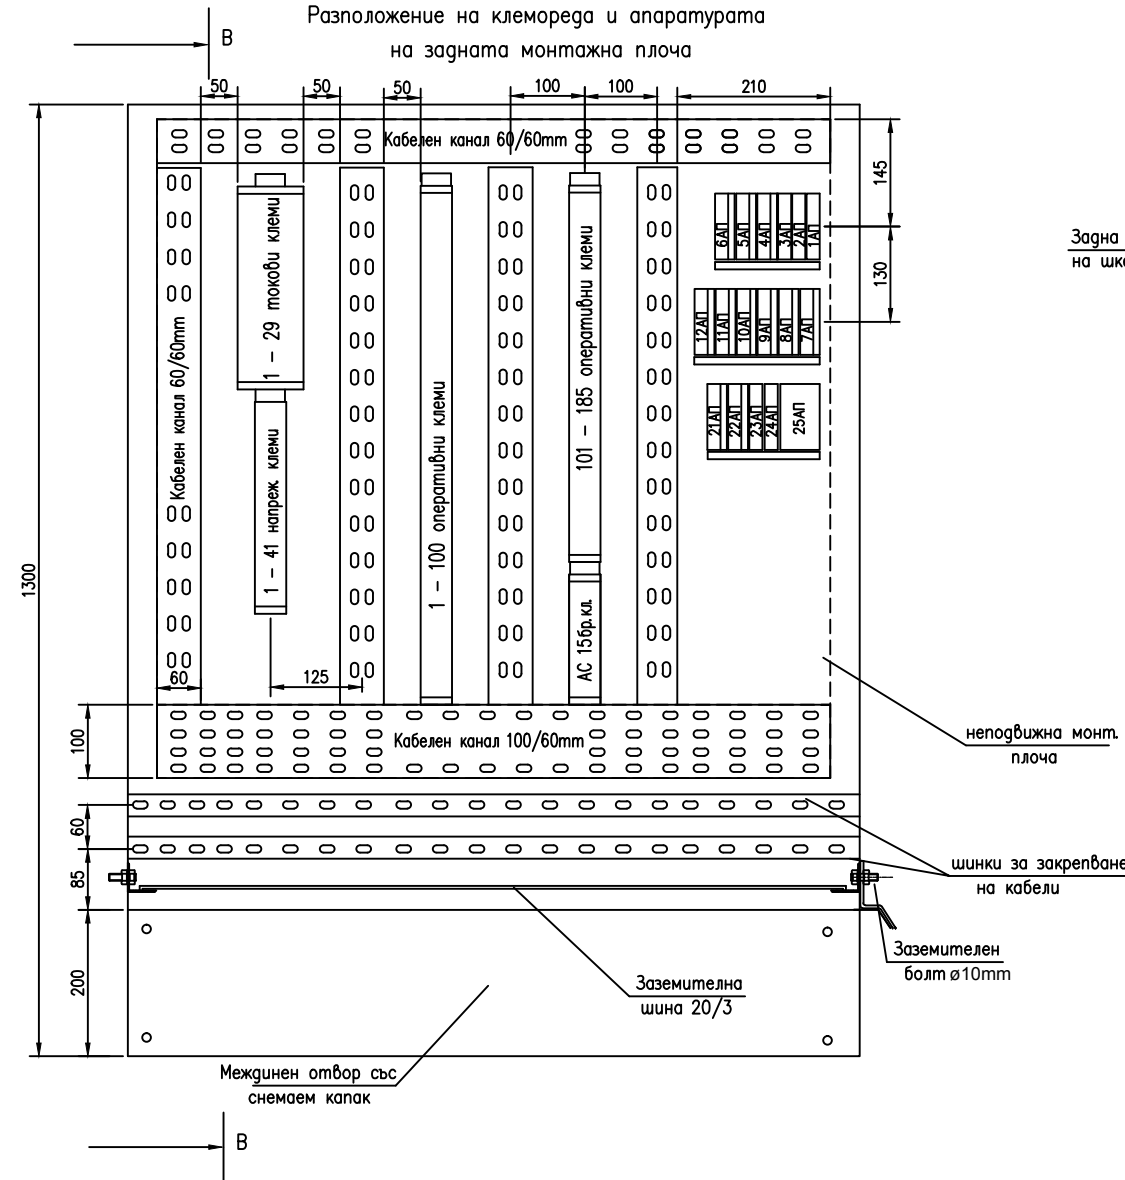 Разположение на клемореда и апаратурата
на задната монтажна плоча
B
50
50
50
100
100
210
Кабелен канал 60/60mm
145
130
Задна
6АП 5АП 4АП 3АП 2АП 1АП
12АП 11АП 10АП 9АП 8АП 7АП
21АП 22АП 23АП 24АП 25АП
Кабелен канал 60/60mm
1 - 29 токови клеми
1 - 41 напреж. клеми
1 - 100 оперативни клеми
101 - 185 оперативни клеми
АС 15бр.кл.
1300
60
125
100
Кабелен канал 100/60mm
неподвижна монт.
плоча
60
85
шинки за закрепване
на кабели
200
Заземителен
болт ø10mm
Заземителна
шина 20/3
Междинен отвор със
снемаем капак
B